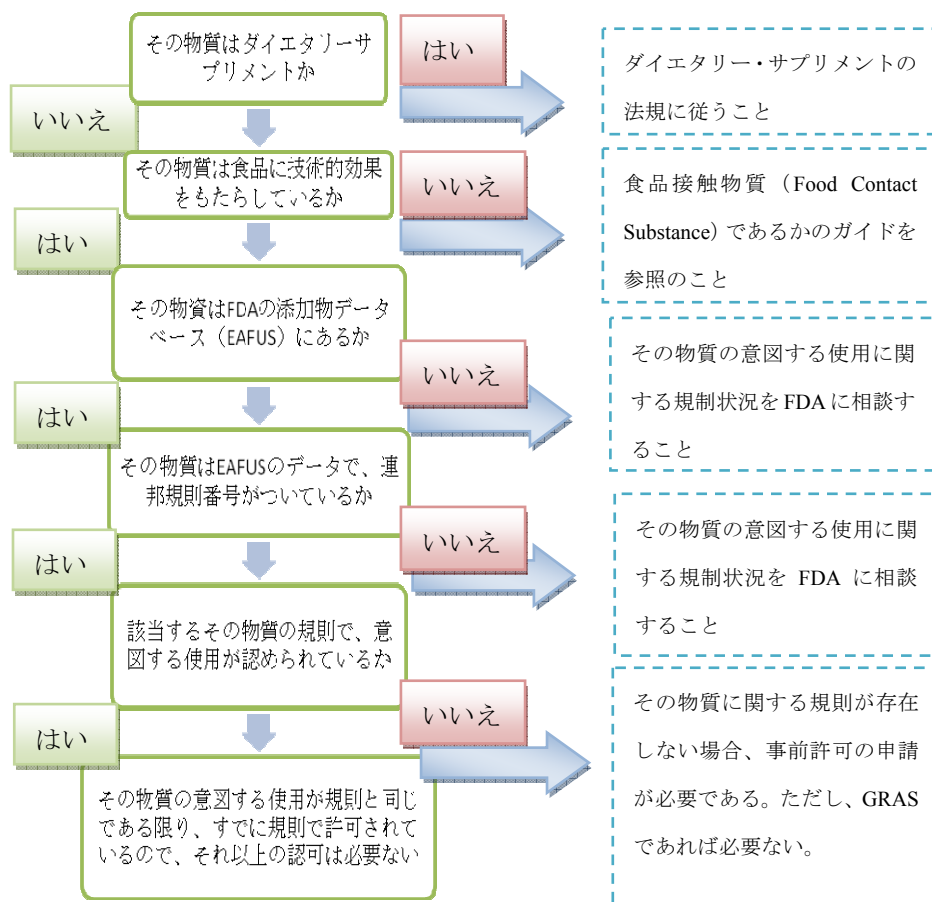 その物質はダイエタリーサ
プリメントか
はい
ダイエタリー・サプリメントの
法規に従うこと
いいえ
その物質は食品に技術的効果
をもたらしているか
いいえ
食品接触物質（Food Contact
Substance）であるかのガイドを
参照のこと
はい
その物資はFDAの添加物データ
ベース（EAFUS）にあるか
いいえ
その物質の意図する使用に関
する規制状況を FDA に相談す
ること
はい
その物質はEAFUSのデータで、連
邦規則番号がついているか
いいえ
その物質の意図する使用に関
する規制状況を FDA に相談
すること
はい
該当するその物質の規則で、意
図する使用が認められているか
いいえ
その物質に関する規則が存在
しない場合、事前許可の申請
が必要である。ただし、GRAS
であれば必要ない。
はい
その物質の意図する使用が規則と同じ
である限り、すでに規則で許可されて
いるので、それ以上の認可は必要ない